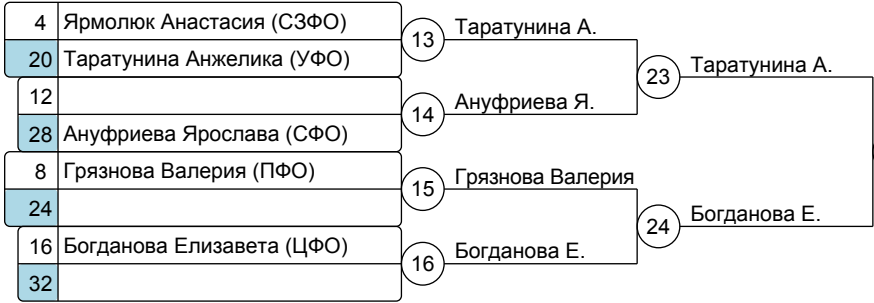 4 Ярмолюк Анастасия (СЗФО)
13 Таратунина А.
20 Таратунина Анжелика (УФО)
23 Таратунина А.
12
14 Ануфриева Я.
28 Ануфриева Ярослава (СФО)
8 Грязнова Валерия (ПФО)
15 Грязнова Валерия
24
24 Богданова Е.
16 Богданова Елизавета (ЦФО)
16 Богданова Е.
32